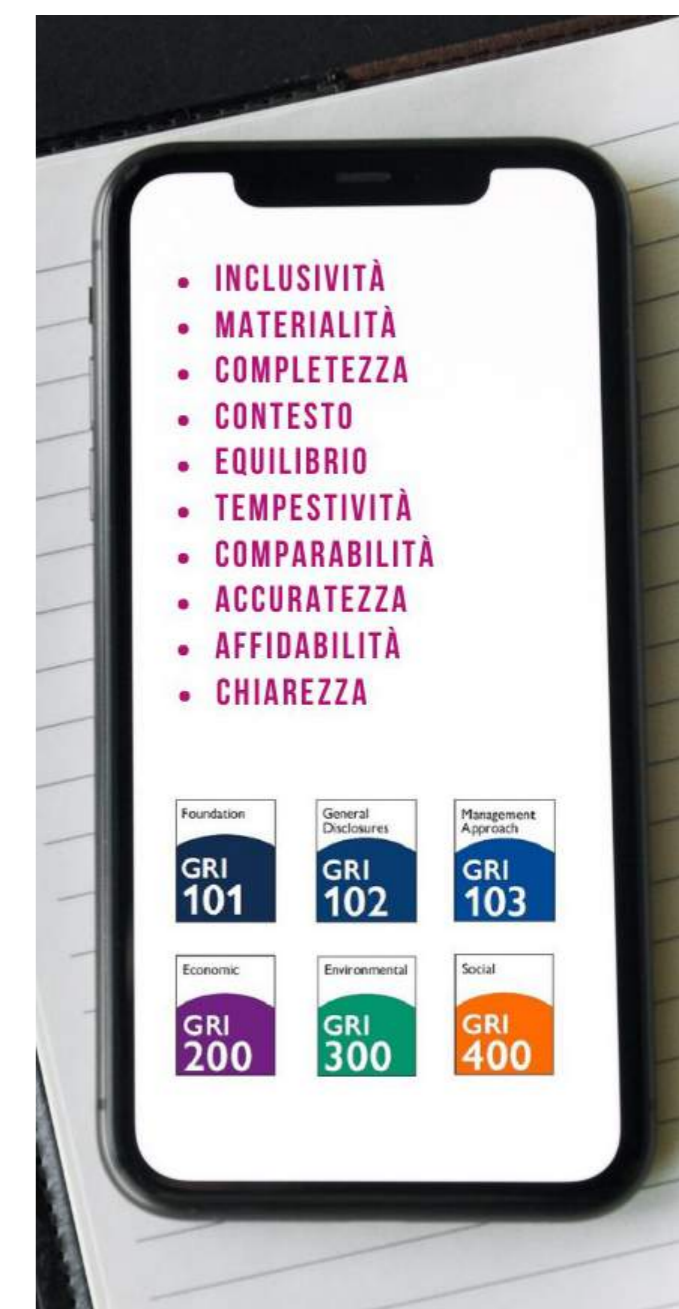 • INCLUSIVITÀ
• MATERIALITÀ
• COMPLETEZZA
• CONTESTO
• EQUILIBRIO
• TEMPESTIVITÀ
• COMPARABILITÀ
• ACCURATEZZA
• AFFIDABILITÀ
• CHIAREZZA
Foundation
GRI
101
General
Disclosures
GRI
102
Management
Approach
GRI
103
Economic
GRI
200
Environmental
GRI
300
Social
GRI
400